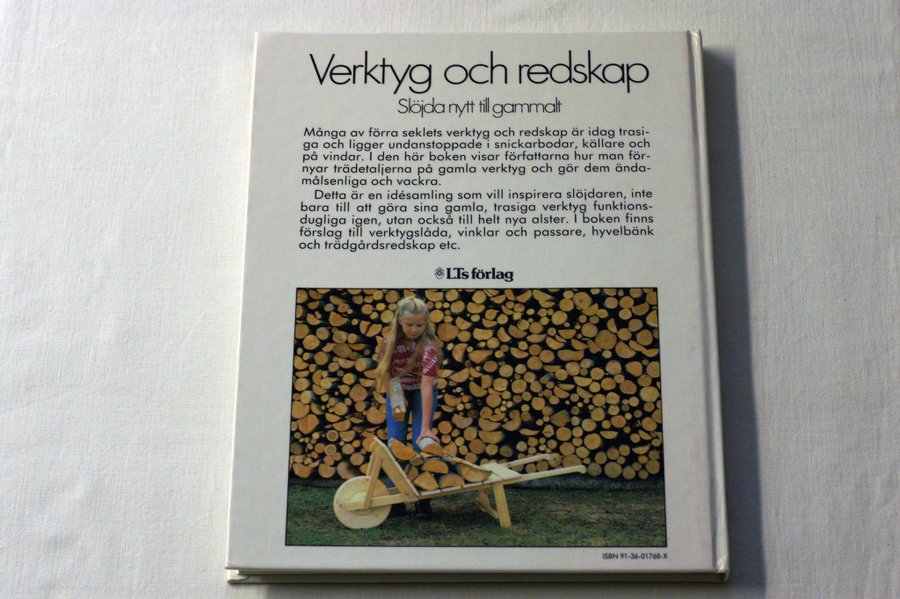 Verktyg och redskap
Slöjda nytt till gammalt
Många av förra seklets verktyg och redskap är idag trasi-
ga och ligger undanstoppade i snickarbodar, källare och
på vindar. I den här boken visar författarna hur man för-
nyar trädetaljerna på gamla verktyg och gör dem ända-
målsenliga och vackra.
Detta är en idésamling som vill inspirera slöjdaren, inte
bara till att göra sina gamla, trasiga verktyg funktions-
dugliga igen, utan också till helt nya alster. I boken finns
förslag till verktygslåda, vinklar och passare, hyvelbänk
och trädgårdsredskap etc.
LTs förlag
ISBN 91-36-01768-X